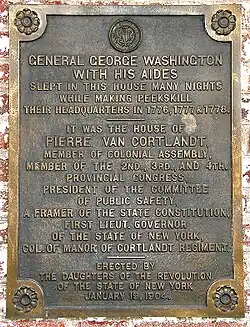 GENERAL GEORGE WASHINGTON
WITH HIS AIDES
SLEPT IN THIS HOUSE MANY NIGHTS
WHILE MAKING PEEKSKILL
THEIR HEADQUARTERS IN 1776, 1777 & 1778.
IT WAS THE HOUSE OF
PIERRE VAN CORTLANDT
MEMBER OF COLONIAL ASSEMBLY
MEMBER OF THE 2ND. 3RD. AND 4TH.
PROVINCIAL CONGRESS
PRESIDENT OF THE COMMITTEE
OF PUBLIC SAFETY
A FRAMER OF THE STATE CONSTITUTION
FIRST LIEUT. GOVERNOR
OF THE STATE OF NEW YORK
COL. OF MANOR OF CORTLANDT REGIMENT
ERECTED BY
THE DAUGHTERS OF THE REVOLUTION
OF THE STATE OF NEW YORK
JANUARY 19, 1904.